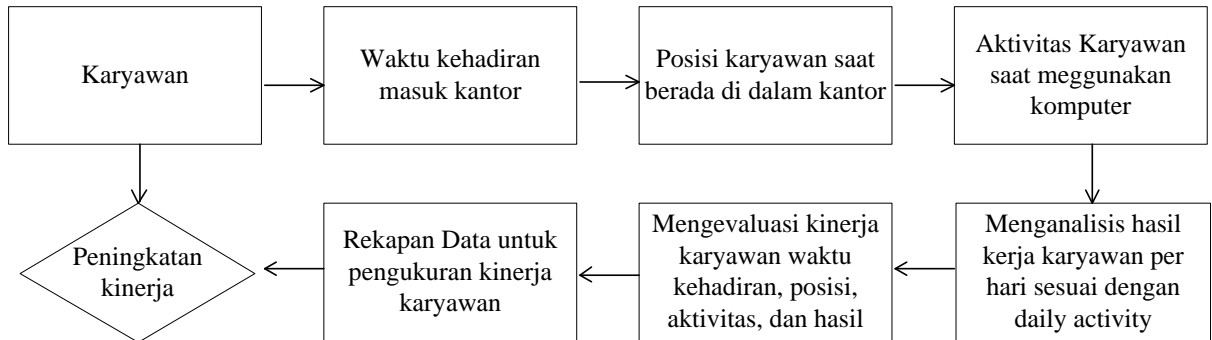 Karyawan
Waktu kehadiran
masuk kantor
Posisi karyawan saat
berada di dalam kantor
Aktivitas Karyawan
saat meggunakan
komputer
Peningkatan
kinerja
Rekapan Data untuk
pengukuran kinerja
karyawan
Mengevaluasi kinerja
karyawan waktu
kehadiran, posisi,
aktivitas, dan hasil
Menganalisis hasil
kerja karyawan per
hari sesuai dengan
daily activity